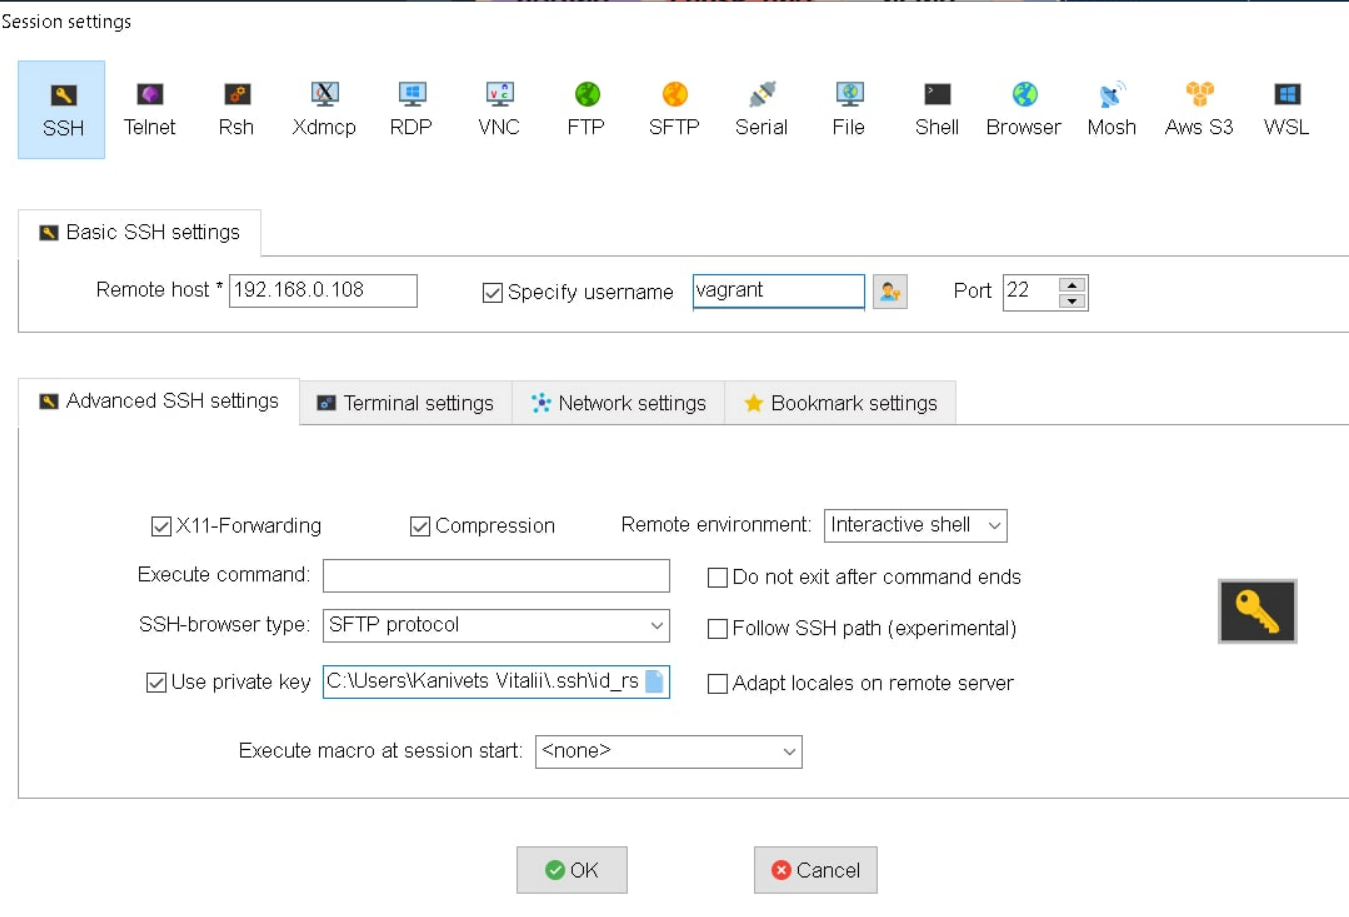 Session settings
SSH Telnet Rsh Xdmcp RDP VNC FTP SFTP Serial File Shell Browser Mosh Aws S3 WSL
Basic SSH settings
Remote host * 192.168.0.108 Specify username vagrant Port 22
Advanced SSH settings Terminal settings Network settings Bookmark settings
X11-Forwarding Compression Remote environment: Interactive shell
Execute command: Do not exit after command ends
SSH-browser type: SFTP protocol Follow SSH path (experimental)
Use private key C:\Users\Kanivets Vitalii\.ssh\id_rs Adapt locales on remote server
Execute macro at session start: <none>
OK Cancel